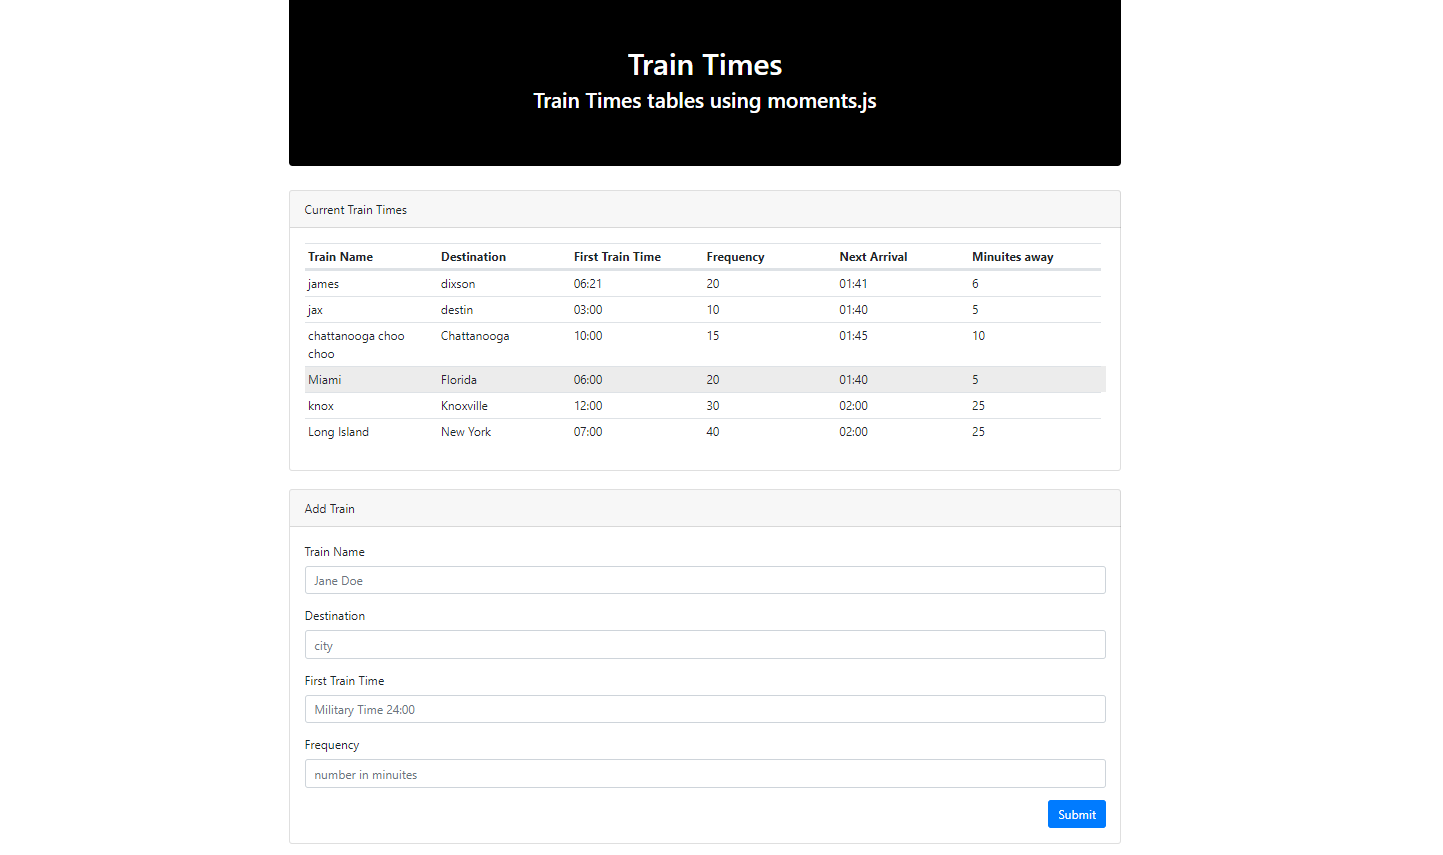 Train Times
Train Times tables using moments.js
Current Train Times
Train Name Destination First Train Time Frequency Next Arrival Minuites away
james dixson 06:21 20 01:41 6
jax destin 03:00 10 01:40 5
chattanooga choo choo Chattanooga 10:00 15 01:45 10
Miami Florida 06:00 20 01:40 5
knox Knoxville 12:00 30 02:00 25
Long Island New York 07:00 40 02:00 25
Add Train
Train Name
Jane Doe
Destination
city
First Train Time
Military Time 24:00
Frequency
number in minuites
Submit